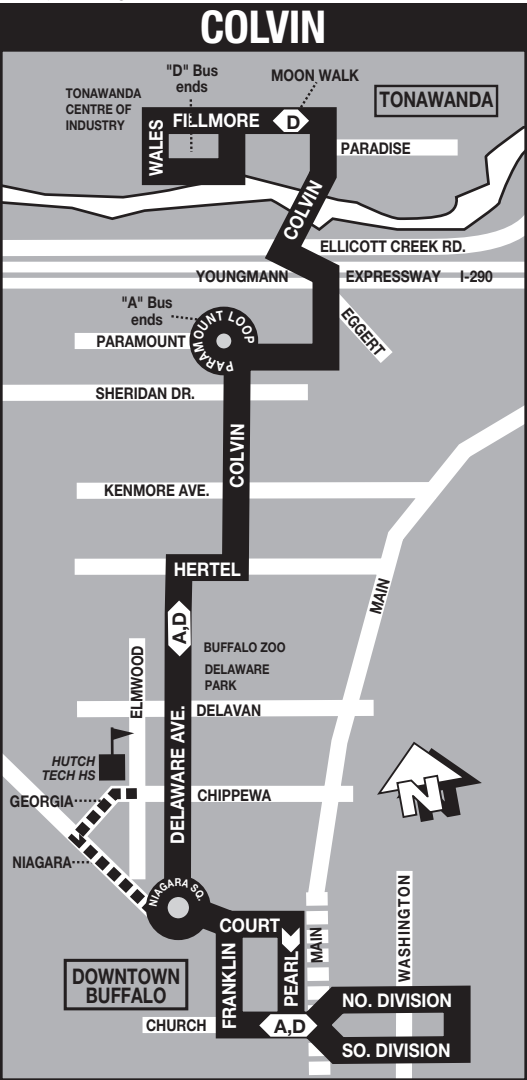 COLVIN
"D" Bus
ends
MOON WALK
TONAWANDA
CENTRE OF
INDUSTRY
TONAWANDA
FILLMORE
D
WALES
PARADISE
COLVIN
ELLICOTT CREEK RD.
YOUNGMANN EXPRESSWAY I-290
"A" Bus
ends
PARAMOUNT LOOP
PARAMOUNT
EGGERT
SHERIDAN DR.
COLVIN
KENMORE AVE.
HERTEL
MAIN
A,D
BUFFALO ZOO
DELAWARE
PARK
ELMWOOD
DELAVAN
DELAWARE AVE.
HUTCH
TECH HS
N
GEORGIA
CHIPPEWA
NIAGARA
NIAGARA SQ.
WASHINGTON
COURT
MAIN
FRANKLIN
PEARL
DOWNTOWN
BUFFALO
NO. DIVISION
CHURCH
A,D
SO. DIVISION